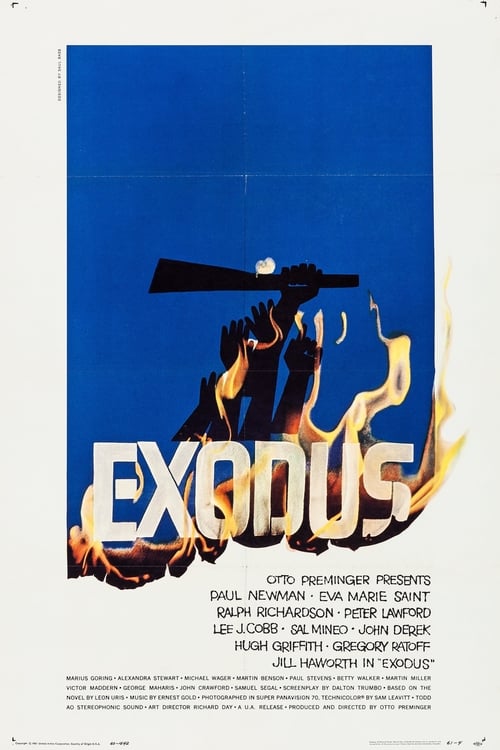 DESIGNED BY SAUL BASS
EXODUS
OTTO PREMINGER PRESENTS
PAUL NEWMAN · EVA MARIE SAINT
RALPH RICHARDSON · PETER LAWFORD
LEE J. COBB · SAL MINEO · JOHN DEREK
HUGH GRIFFITH · GREGORY RATOFF
JILL HAWORTH IN "EXODUS"
MARIUS GORING · ALEXANDRA STEWART · MICHAEL WAGER · MARTIN BENSON · PAUL STEVENS · BETTY WALKER · MARTIN MILLER
VICTOR MADDERN · GEORGE MAHARIS · JOHN CRAWFORD · SAMUEL SEGAL · SCREENPLAY BY DALTON TRUMBO · BASED ON THE
NOVEL BY LEON URIS · MUSIC BY ERNEST GOLD · PHOTOGRAPHED IN SUPER PANAVISION 70, TECHNICOLOR® BY SAM LEAVITT · TODD
AO STEREOPHONIC SOUND · ART DIRECTOR RICHARD DAY · A U.A. RELEASE · PRODUCED AND DIRECTED BY OTTO PREMINGER